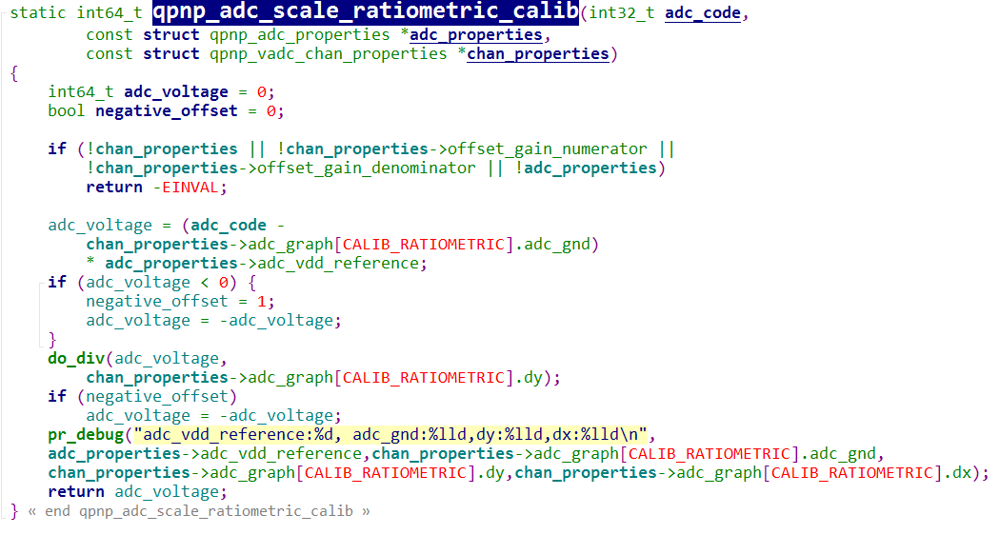 static int64_t qpnp_adc_scale_ratiometric_calib(int32_t adc_code,
        const struct qpnp_adc_properties *adc_properties,
        const struct qpnp_vadc_chan_properties *chan_properties)
{
    int64_t adc_voltage = 0;
    bool negative_offset = 0;

    if (!chan_properties || !chan_properties->offset_gain_numerator ||
        !chan_properties->offset_gain_denominator || !adc_properties)
        return -EINVAL;

    adc_voltage = (adc_code -
        chan_properties->adc_graph[CALIB_RATIOMETRIC].adc_gnd)
        * adc_properties->adc_vdd_reference;
    if (adc_voltage < 0) {
        negative_offset = 1;
        adc_voltage = -adc_voltage;
    }
    do_div(adc_voltage,
        chan_properties->adc_graph[CALIB_RATIOMETRIC].dy);
    if (negative_offset)
        adc_voltage = -adc_voltage;
    pr_debug("adc_vdd_reference:%d, adc_gnd:%lld,dy:%lld,dx:%lld\n",
    adc_properties->adc_vdd_reference,chan_properties->adc_graph[CALIB_RATIOMETRIC].adc_gnd,
    chan_properties->adc_graph[CALIB_RATIOMETRIC].dy,chan_properties->adc_graph[CALIB_RATIOMETRIC].dx);
    return adc_voltage;
} « end qpnp_adc_scale_ratiometric_calib »